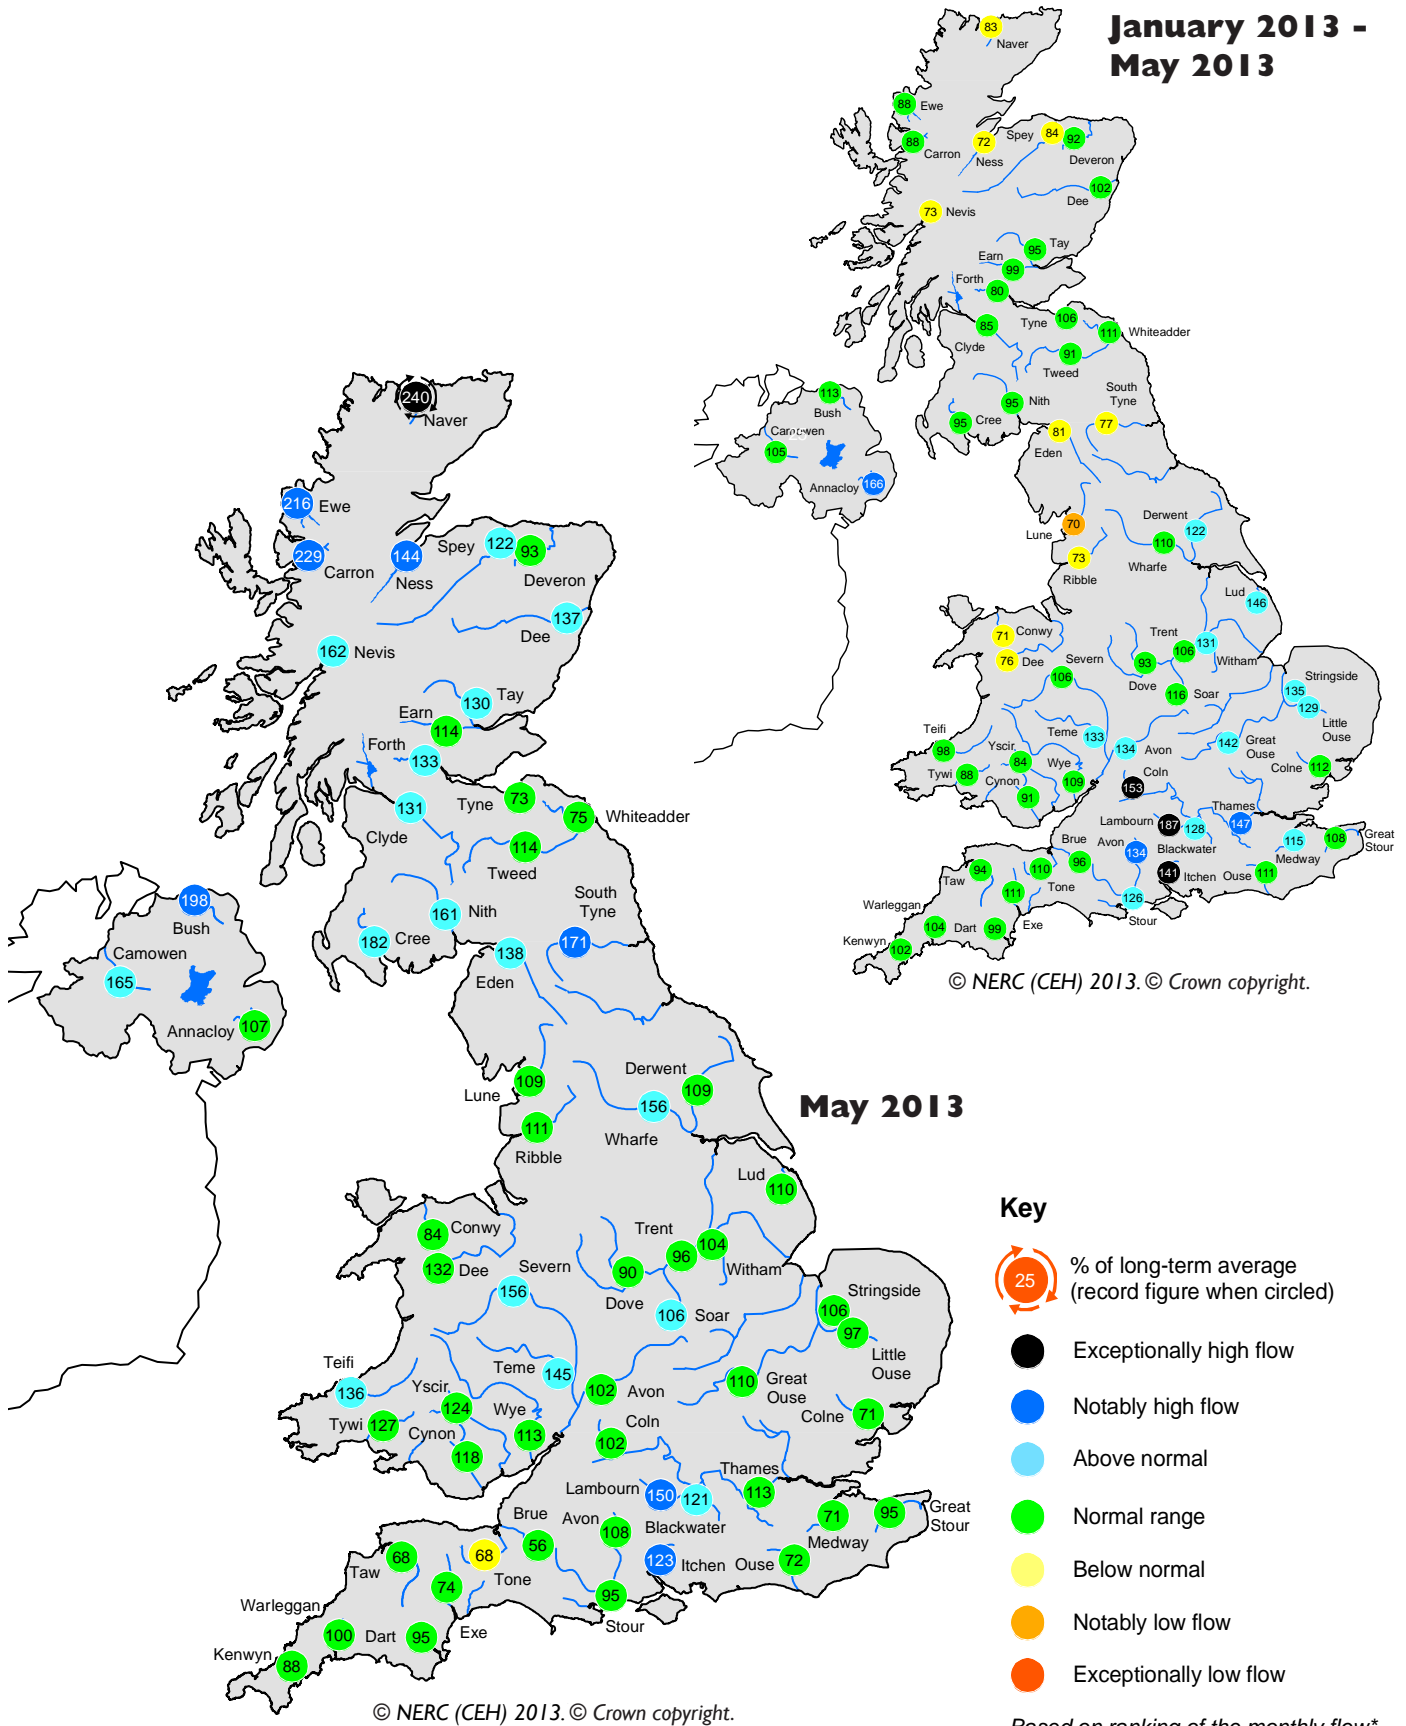 January 2013 -
May 2013
83
Naver
88
Ewe
88
Carron
72
Ness
Spey
84
92
Deveron
102
Dee
73
Nevis
95
Tay
Earn
99
Forth
80
85
Clyde
Tyne
106
111
Whiteadder
91
Tweed
South
Tyne
77
95
Nith
95
Cree
81
Eden
113
Bush
Camowen
105
Annacloy
166
70
Lune
73
Ribble
Derwent
122
110
Wharfe
Lud
146
71
Conwy
76
Dee
Severn
106
Trent
106
131
Witham
93
Dove
116
Soar
Stringside
135
129
Little
Ouse
Teifi
98
Tywi
88
Yscir
84
Cynon
91
Teme
133
Wye
109
134
Avon
Coln
153
142
Great
Ouse
Colne
112
Lambourn
187
128
Blackwater
Thames
147
115
Medway
108
Great
Stour
Brue
96
Avon
134
141
Itchen
Ouse
111
Taw
94
111
Exe
110
Tone
126
Stour
Warleggan
104
Dart
99
Kenwyn
102
© NERC (CEH) 2013. © Crown copyright.
240
Naver
216
Ewe
229
Carron
144
Ness
Spey
122
93
Deveron
137
Dee
162
Nevis
130
Tay
Earn
114
Forth
133
131
Clyde
Tyne
73
75
Whiteadder
114
Tweed
South
Tyne
171
161
Nith
182
Cree
138
Eden
198
Bush
Camowen
165
Annacloy
107
109
Lune
111
Ribble
Derwent
109
156
Wharfe
May 2013
Lud
110
84
Conwy
132
Dee
Severn
156
Trent
96
104
Witham
90
Dove
106
Soar
Stringside
106
97
Little
Ouse
Teifi
136
Tywi
127
Yscir
124
Cynon
118
Teme
145
Wye
113
102
Avon
Coln
102
110
Great
Ouse
Colne
71
Lambourn
150
121
Blackwater
Thames
113
71
Medway
95
Great
Stour
Brue
56
Avon
108
123
Itchen
Ouse
72
Taw
68
74
Exe
68
Tone
95
Stour
Warleggan
100
Dart
95
Kenwyn
88
© NERC (CEH) 2013. © Crown copyright.
Key
25
% of long-term average
(record figure when circled)
Exceptionally high flow
Notably high flow
Above normal
Normal range
Below normal
Notably low flow
Exceptionally low flow
Based on ranking of the monthly flow*